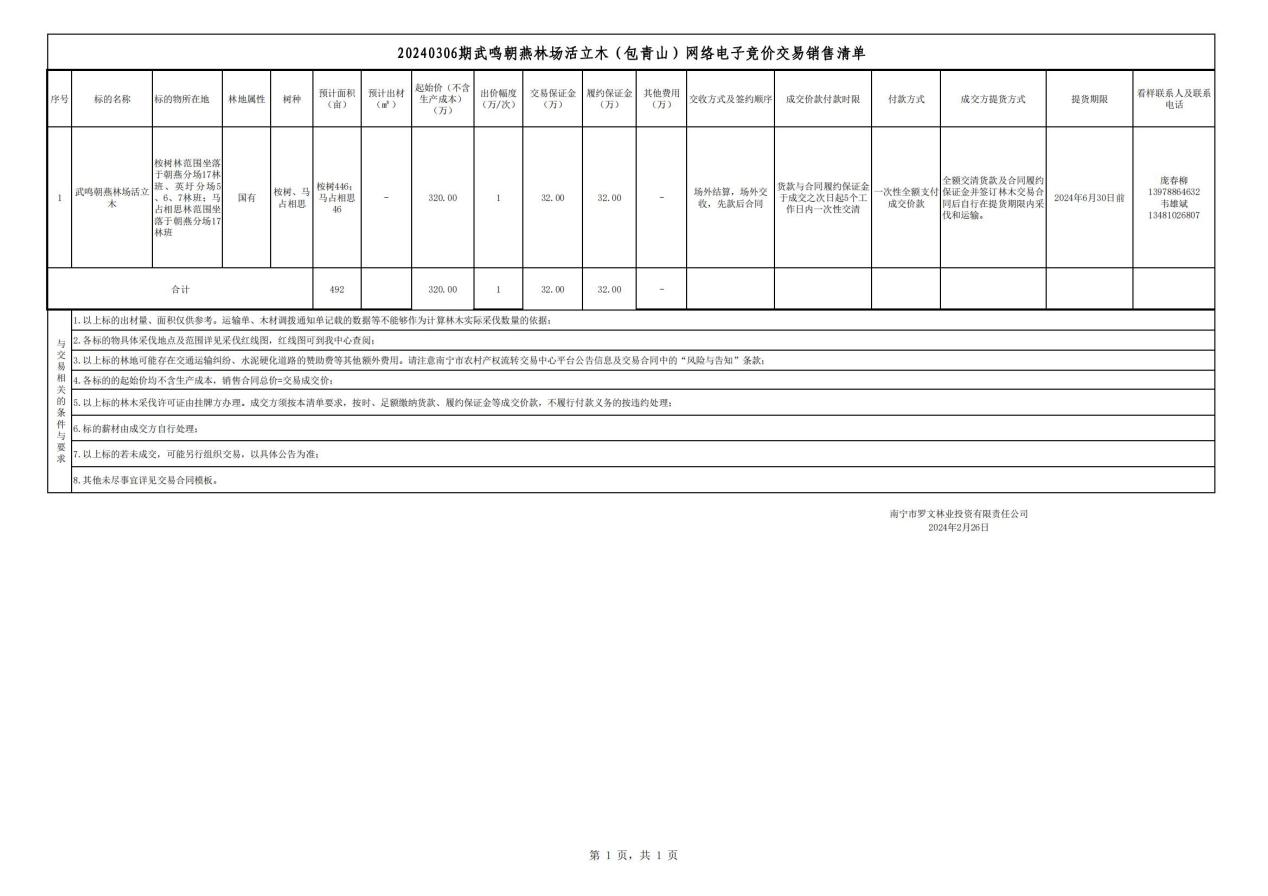 20240306期武鸣朝燕林场活立木（包青山）网络电子竞价交易销售清单
序号
标的名称
标的物所在地
林地属性
树种
预计面积
（亩）
预计出材
（m³）
起始价（不含
生产成本）
（万）
出价幅度
（万/次）
交易保证金
（万）
履约保证金
（万）
其他费用
（万）
交收方式及签约顺序
成交价款付款时限
付款方式
成交方提货方式
提货期限
看样联系人及联系
电话
1
武鸣朝燕林场活立
木
桉树林范围坐落
于朝燕分场17林
班、英圩分场5
、6、7林班；马
占相思林范围坐
落于朝燕分场17
林班
国有
桉树、马
占相思
桉树446；
马占相思
46
-
320.00
1
32.00
32.00
-
场外结算，场外交
收，先款后合同
货款与合同履约保证金
于成交之次日起5个工
作日内一次性交清
一次性全额支付
成交价款
全额交清货款及合同履约
保证金并签订林木交易合
同后自行在提货期限内采
伐和运输。
2024年6月30日前
庞春柳
13978864632
韦雄斌
13481026807
合计
492
320.00
1
32.00
32.00
-
与交易相关的条件与要求
1.以上标的出材量、面积仅供参考。运输单、木材调拨通知单记载的数据等不能够作为计算林木实际采伐数量的依据；
2.各标的物具体采伐地点及范围详见采伐红线图，红线图可到我中心查阅；
3.以上标的林地可能存在交通运输纠纷、水泥硬化道路的赞助费等其他额外费用。请注意南宁市农村产权流转交易中心平台公告信息及交易合同中的“风险与告知”条款；
4.各标的的起始价均不含生产成本，销售合同总价=交易成交价；
5.以上标的林木采伐许可证由挂牌方办理。成交方须按本清单要求，按时、足额缴纳货款、履约保证金等成交价款，不履行付款义务的按违约处理；
6.标的薪材由成交方自行处理；
7.以上标的若未成交，可能另行组织交易，以具体公告为准；
8.其他未尽事宜详见交易合同模板。
南宁市罗文林业投资有限责任公司
2024年2月26日
第 1 页，共 1 页